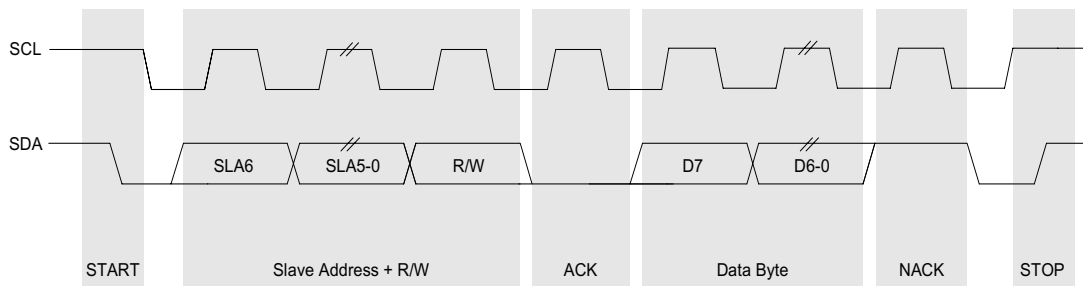 SCL
SDA
SLA6 SLA5-0 R/W D7 D6-0
START Slave Address + R/W ACK Data Byte NACK STOP